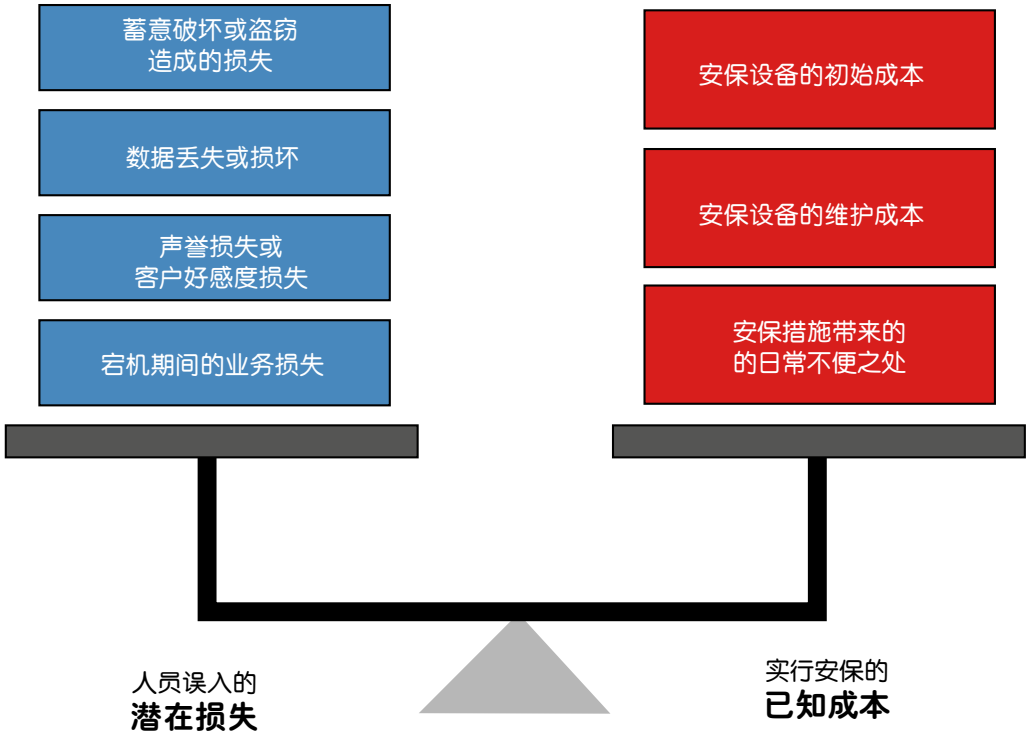 蓄意破坏或盗窃
造成的损失
数据丢失或损坏
声誉损失或
客户好感度损失
宕机期间的业务损失
安保设备的初始成本
安保设备的维护成本
安保措施带来的
的日常不便之处
人员误入的
潜在损失
实行安保的
已知成本